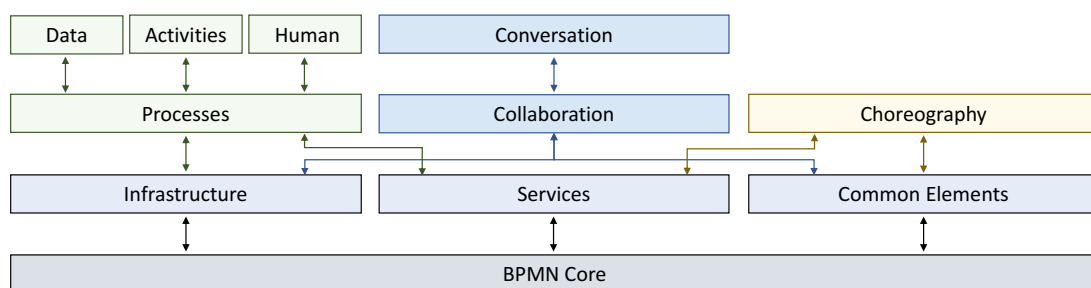 Data
Activities
Human
Conversation
Processes
Collaboration
Choreography
Infrastructure
Services
Common Elements
BPMN Core